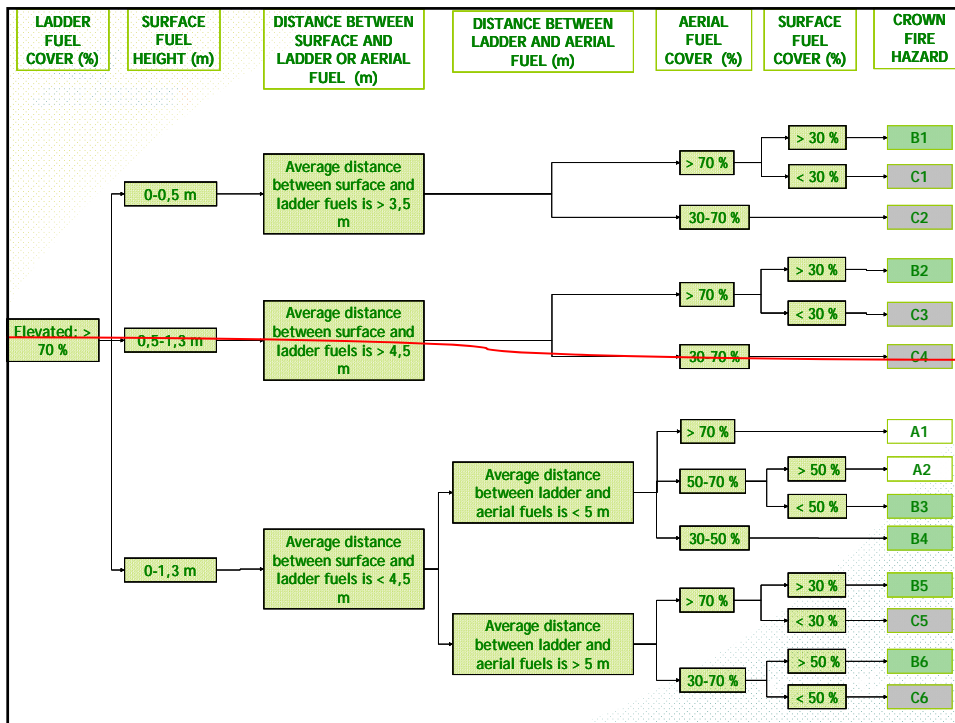 LADDER
FUEL
COVER (%)
SURFACE
FUEL
HEIGHT (m)
DISTANCE BETWEEN
SURFACE AND
LADDER OR AERIAL
FUEL (m)
DISTANCE BETWEEN
LADDER AND AERIAL
FUEL (m)
AERIAL
FUEL
COVER (%)
SURFACE
FUEL
COVER (%)
CROWN
FIRE
HAZARD
Elevated: >
70 %
0-0,5 m
Average distance
between surface and
ladder fuels is > 3,5
m
> 70 %
> 30 %
B1
< 30 %
C1
30-70 %
C2
0,5-1,3 m
Average distance
between surface and
ladder fuels is > 4,5
m
> 70 %
> 30 %
B2
< 30 %
C3
30-70 %
C4
0-1,3 m
Average distance
between surface and
ladder fuels is < 4,5
m
Average distance
between ladder and
aerial fuels is < 5 m
> 70 %
A1
50-70 %
> 50 %
A2
< 50 %
B3
30-50 %
B4
Average distance
between ladder and
aerial fuels is > 5 m
> 70 %
> 30 %
B5
< 30 %
C5
30-70 %
> 50 %
B6
< 50 %
C6